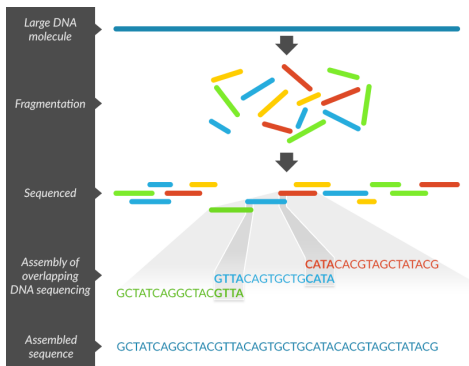 Large DNA
molecule
Fragmentation
Sequenced
Assembly of
overlapping
DNA sequencing
CATACACGTAGCTATACG
GTTACAGTGCTGCATA
GCTATCAGGCTACGTTA
Assembled
sequence
GCTATCAGGCTACGTTACAGTGCTGCATACACGTAGCTATACG